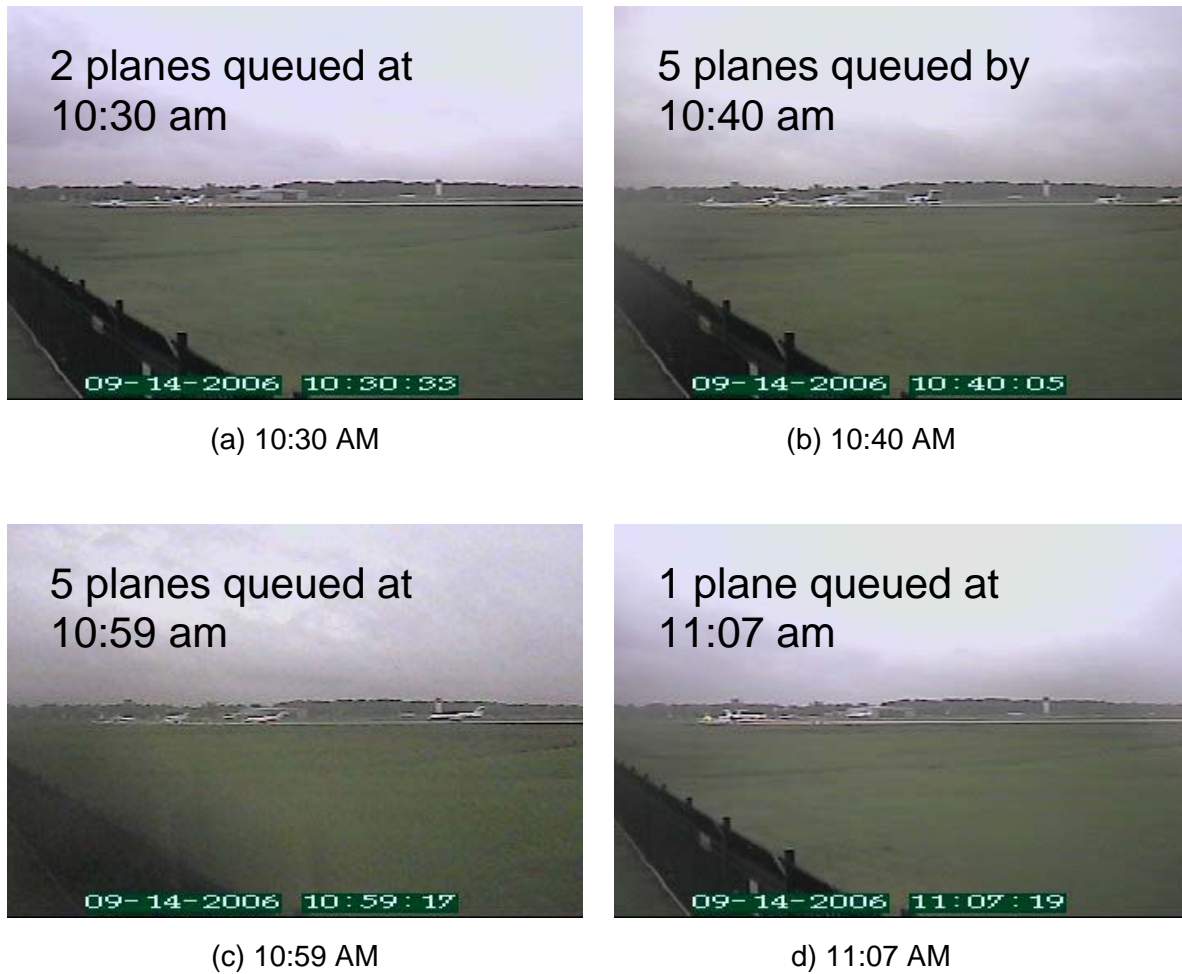 2 planes queued at
10:30 am
09-14-2006 10:30:33
(a) 10:30 AM
5 planes queued by
10:40 am
09-14-2006 10:40:05
(b) 10:40 AM
5 planes queued at
10:59 am
09-14-2006 10:59:17
(c) 10:59 AM
1 plane queued at
11:07 am
09-14-2006 11:07:19
d) 11:07 AM